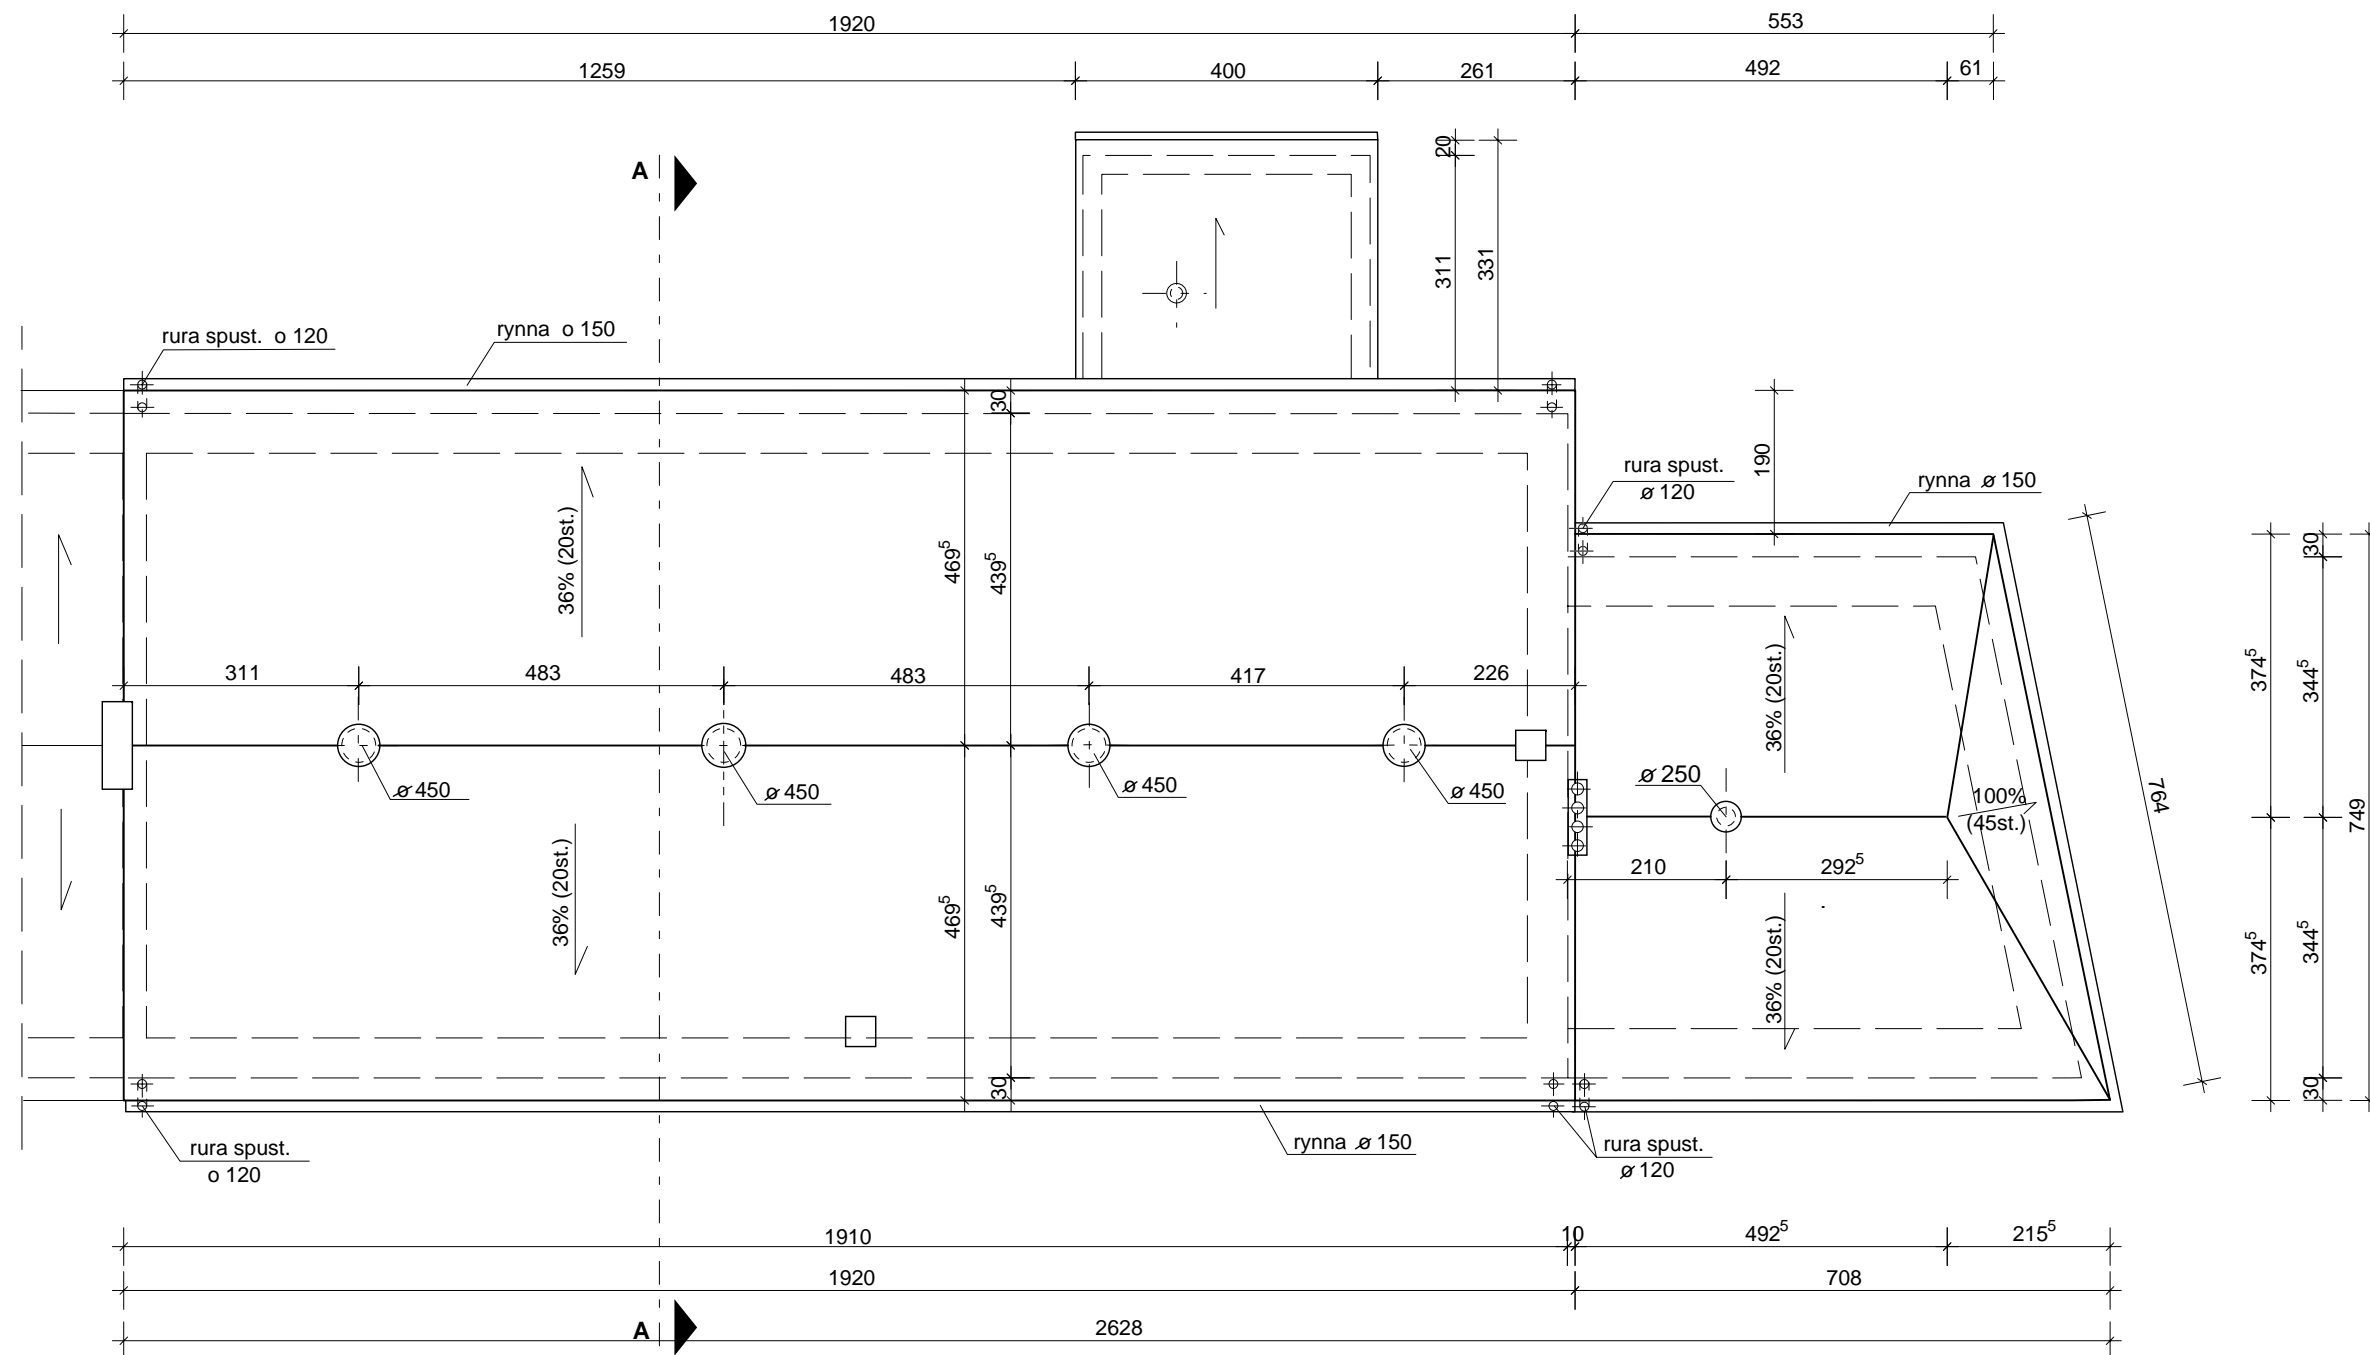 1920
553
1259
400
261
492
61
A
20
311
331
rura spust. o 120
rynna o 150
30
190
rura spust.
ø 120
rynna ø 150
36% (20st.)
469⁵
439⁵
30
374⁵
344⁵
749
764
311
483
483
417
226
36% (20st.)
ø 450
ø 450
ø 450
ø 450
ø 250
100%
(45st.)
210
292⁵
36% (20st.)
469⁵
439⁵
36% (20st.)
374⁵
344⁵
30
30
rura spust.
o 120
rynna ø 150
rura spust.
ø 120
1910
10
492⁵
215⁵
1920
708
A
2628